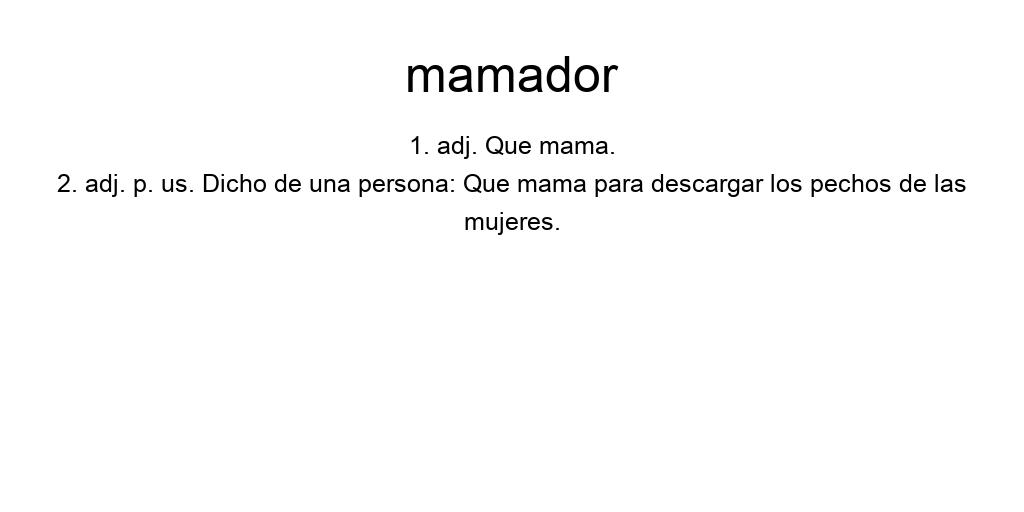 mamador
1. adj. Que mama.
2. adj. p. us. Dicho de una persona: Que mama para descargar los pechos de las
mujeres.